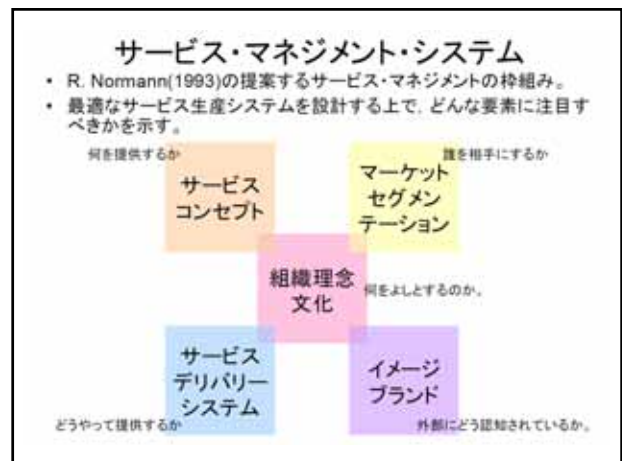 サービス・マネジメント・システム
• R. Normann(1993)の提案するサービス・マネジメントの枠組み。
• 最適なサービス生産システムを設計する上で，どんな要素に注目す
べきかを示す。
何を提供するか
サービス
コンセプト
誰を相手にするか
マーケット
セグメン
テーション
組織理念
文化
何をよしとするのか。
サービス
デリバリー
システム
どうやって提供するか
イメージ
ブランド
外部にどう認知されているか。